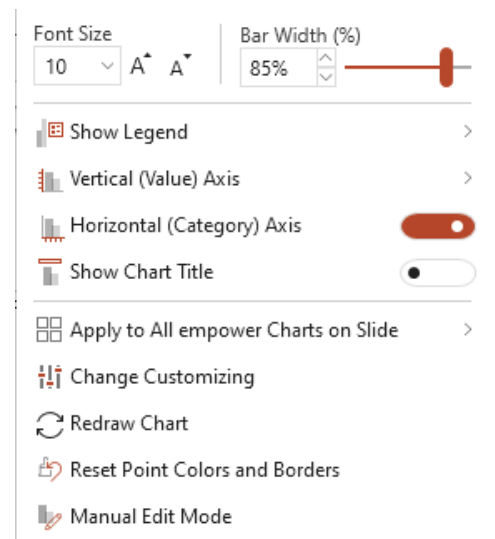 Font Size
Bar Width (%)
10 A A 85%
Show Legend
Vertical (Value) Axis
Horizontal (Category) Axis
Show Chart Title
Apply to All empower Charts on Slide
Change Customizing
Redraw Chart
Reset Point Colors and Borders
Manual Edit Mode